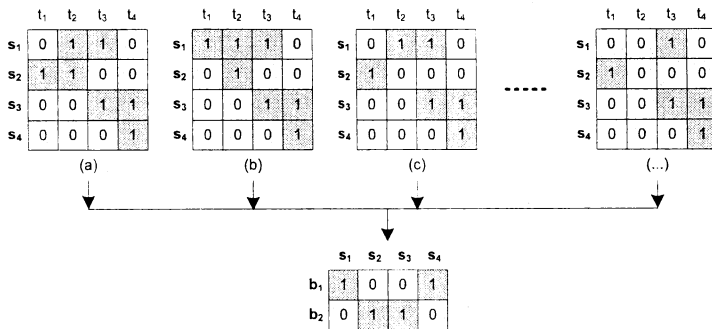 t1 t2 t3 t4 t1 t2 t3 t4 t1 t2 t3 t4 t1 t2 t3 t4
s1 0 1 1 0 s1 1 1 1 0 s1 0 1 1 0 s1 0 0 1 0
s2 1 1 0 0 s2 0 1 0 0 s2 1 0 0 0 s2 1 0 0 0
s3 0 0 1 1 s3 0 0 1 1 s3 0 0 1 1 s3 0 0 1 1
s4 0 0 0 1 s4 0 0 0 1 s4 0 0 0 1 s4 0 0 0 1
(a) (b) (c) (...)
s1 s2 s3 s4
b1 1 0 0 1
b2 0 1 1 0